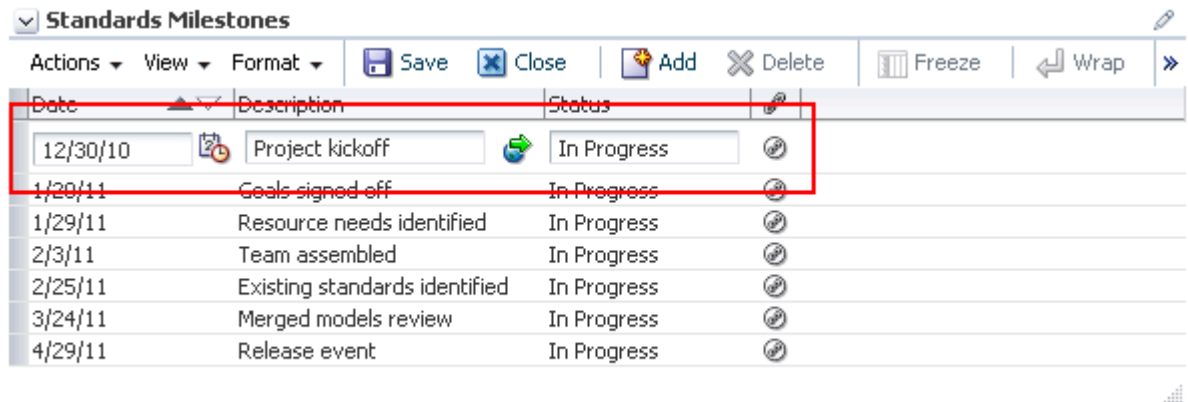 Standards Milestones
Actions View Format Save Close Add Delete Freeze Wrap »
Date Description Status
12/30/10 Project kickoff In Progress
1/20/11 Goals signed off In Progress
1/29/11 Resource needs identified In Progress
2/3/11 Team assembled In Progress
2/25/11 Existing standards identified In Progress
3/24/11 Merged models review In Progress
4/29/11 Release event In Progress